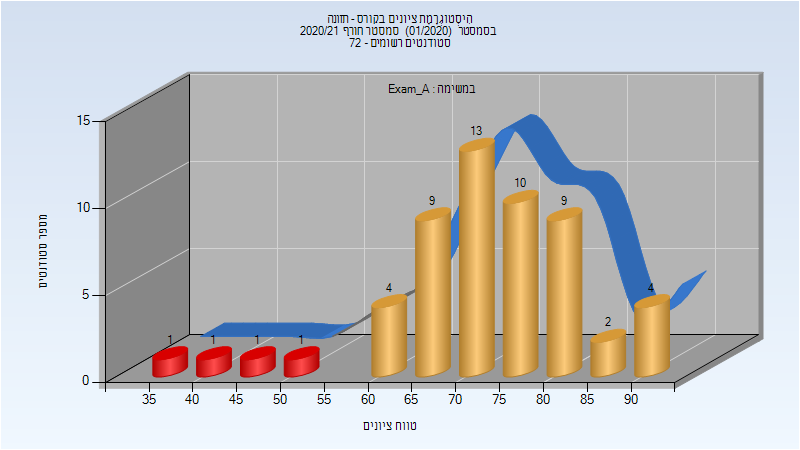 היסטוגרמת ציונים בקורס - תזונה
בסמסטר (01/2020) סמסטר חורף 2020/21
סטודנטים רשומים - 72
במשימה : Exam_A
מספר סטודנטים
15
10
5
0
1
1
1
1
4
9
13
10
9
2
4
35 40 45 50 55 60 65 70 75 80 85 90
טווח ציונים